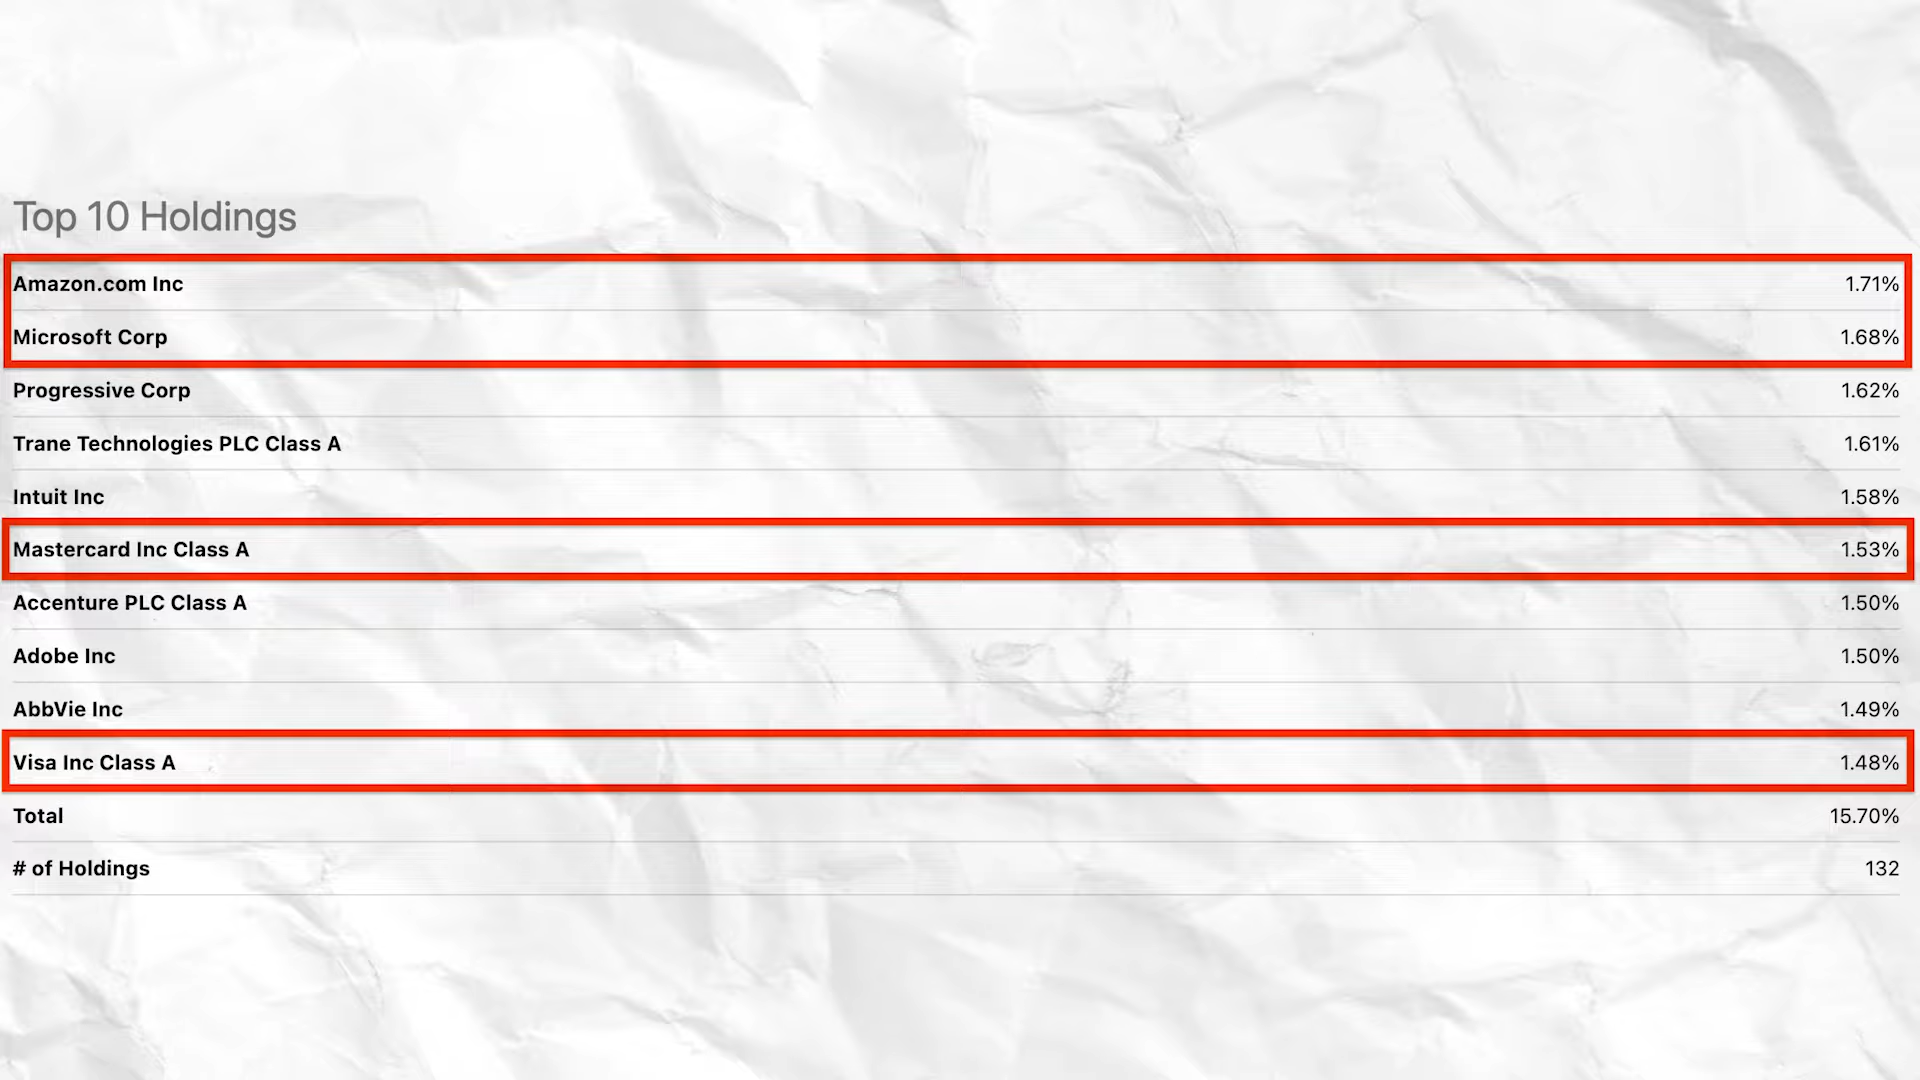 Top 10 Holdings
Amazon.com Inc 1.71%
Microsoft Corp 1.68%
Progressive Corp 1.62%
Trane Technologies PLC Class A 1.61%
Intuit Inc 1.58%
Mastercard Inc Class A 1.53%
Accenture PLC Class A 1.50%
Adobe Inc 1.50%
AbbVie Inc 1.49%
Visa Inc Class A 1.48%
Total 15.70%
# of Holdings 132